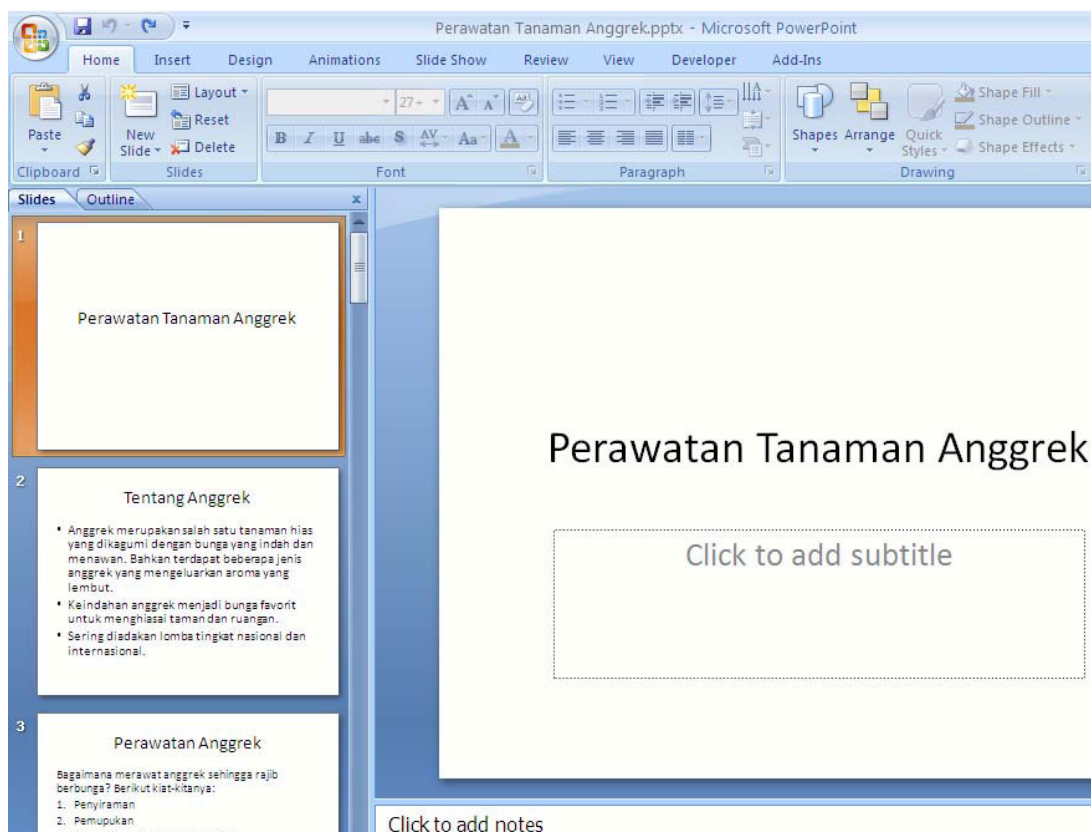 Perawatan Tanaman Anggrek.pptx - Microsoft PowerPoint
Home Insert Design Animations Slide Show Review View Developer Add-Ins
Paste
New Slide
Layout
Reset
Delete
27+
B I U abe S AV Aa A
Shapes Arrange Quick Styles
Shape Fill
Shape Outline
Shape Effects
Clipboard Slides Font Paragraph Drawing
Slides Outline
1
Perawatan Tanaman Anggrek
2
Tentang Anggrek
• Anggrek merupakan salah satu tanaman hias
yang dikagumi dengan bunga yang indah dan
menawan. Bahkan terdapat beberapa jenis
anggrek yang mengeluarkan aroma yang
lembut.
• Keindahan anggrek menjadi bunga favorit
untuk menghiasai taman dan ruangan.
• Sering diadakan lomba tingkat nasional dan
internasional.
3
Perawatan Anggrek
Bagaimana merawat anggrek sehingga rajib
berbunga? Berikut kiat-kitanya:
1. Penyiraman
2. Pemupukan
Perawatan Tanaman Anggrek
Click to add subtitle
Click to add notes